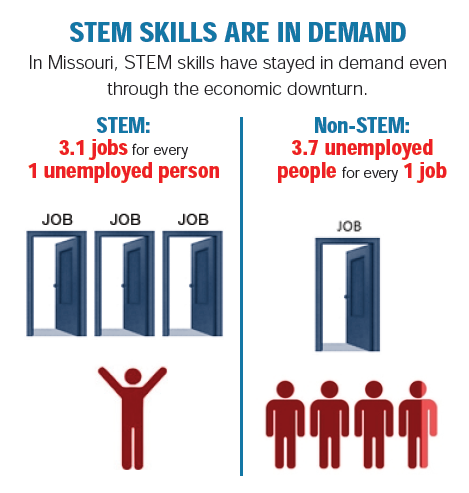 STEM SKILLS ARE IN DEMAND
In Missouri, STEM skills have stayed in demand even
through the economic downturn.
STEM:
3.1 jobs for every
1 unemployed person
JOB JOB JOB
Non-STEM:
3.7 unemployed
people for every 1 job
JOB